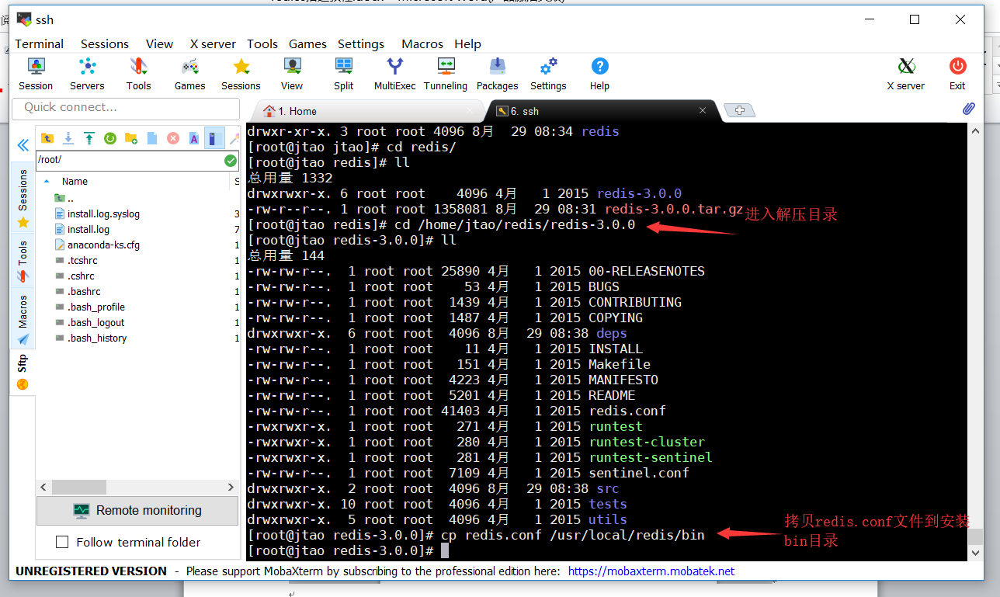 ssh
Terminal Sessions View X server Tools Games Settings Macros Help
Session Servers Tools Games Sessions View Split MultiExec Tunneling Packages Settings Help X server Exit
Quick connect...
1. Home
6. ssh
Sessions
Tools
Macros
Sftp
/root/
Name
..
install.log.syslog
install.log
anaconda-ks.cfg
.tcshrc
.cshrc
.bashrc
.bash_profile
.bash_logout
.bash_history
Remote monitoring
Follow terminal folder
drwxr-xr-x. 3 root root 4096 8月 29 08:34 redis
[root@jtao jtao]# cd redis/
[root@jtao redis]# ll
总用量 1332
drwxrwxr-x. 6 root root 4096 4月 1 2015 redis-3.0.0
-rw-r--r--. 1 root root 1358081 8月 29 08:31 redis-3.0.0.tar.gz
进入解压目录
[root@jtao redis]# cd /home/jtao/redis/redis-3.0.0
[root@jtao redis-3.0.0]# ll
总用量 144
-rw-rw-r--. 1 root root 25890 4月 1 2015 00-RELEASENOTES
-rw-rw-r--. 1 root root 53 4月 1 2015 BUGS
-rw-rw-r--. 1 root root 1439 4月 1 2015 CONTRIBUTING
-rw-rw-r--. 1 root root 1487 4月 1 2015 COPYING
drwxrwxr-x. 6 root root 4096 8月 29 08:38 deps
-rw-rw-r--. 1 root root 11 4月 1 2015 INSTALL
-rw-rw-r--. 1 root root 151 4月 1 2015 Makefile
-rw-rw-r--. 1 root root 4223 4月 1 2015 MANIFESTO
-rw-rw-r--. 1 root root 5201 4月 1 2015 README
-rw-rw-r--. 1 root root 41403 4月 1 2015 redis.conf
-rwxrwxr-x. 1 root root 271 4月 1 2015 runtest
-rwxrwxr-x. 1 root root 280 4月 1 2015 runtest-cluster
-rwxrwxr-x. 1 root root 281 4月 1 2015 runtest-sentinel
-rw-rw-r--. 1 root root 7109 4月 1 2015 sentinel.conf
drwxrwxr-x. 2 root root 4096 8月 29 08:38 src
drwxrwxr-x. 10 root root 4096 4月 1 2015 tests
drwxrwxr-x. 5 root root 4096 4月 1 2015 utils
[root@jtao redis-3.0.0]# cp redis.conf /usr/local/redis/bin
拷贝redis.conf文件到安装
bin目录
[root@jtao redis-3.0.0]#
UNREGISTERED VERSION - Please support MobaXterm by subscribing to the professional edition here: https://mobaxterm.mobatek.net